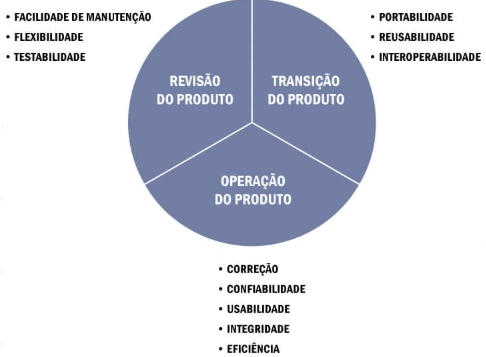 • FACILIDADE DE MANUTENÇÃO
• FLEXIBILIDADE
• TESTABILIDADE
• PORTABILIDADE
• REUSABILIDADE
• INTEROPERABILIDADE
REVISÃO
DO PRODUTO
TRANSIÇÃO
DO PRODUTO
OPERAÇÃO
DO PRODUTO
• CORREÇÃO
• CONFIABILIDADE
• USABILIDADE
• INTEGRIDADE
• EFICIÊNCIA